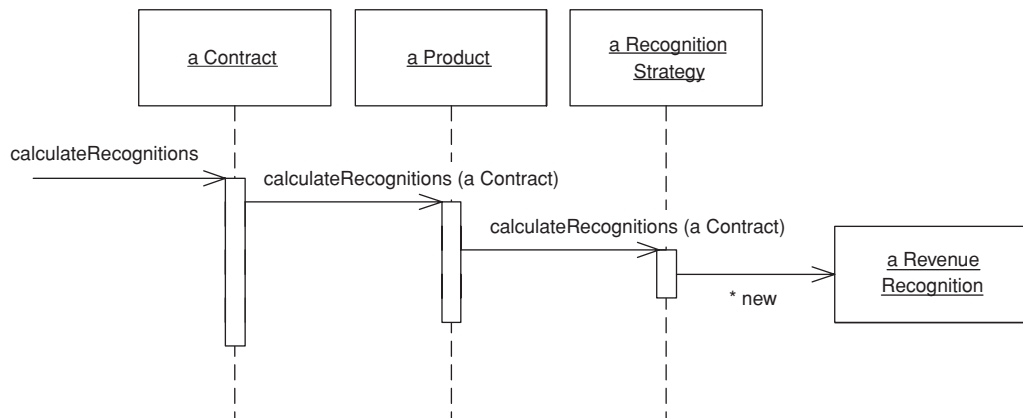 a Contract
a Product
a Recognition
Strategy
calculateRecognitions
calculateRecognitions (a Contract)
calculateRecognitions (a Contract)
a Revenue
Recognition
* new